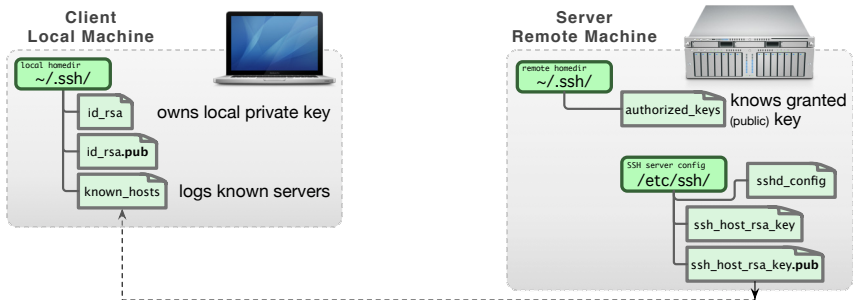 Client
Local Machine
local homedir
~/.ssh/
id_rsa
owns local private key
id_rsa.pub
known_hosts
logs known servers
Server
Remote Machine
remote homedir
~/.ssh/
authorized_keys
knows granted
(public) key
SSH server config
/etc/ssh/
sshd_config
ssh_host_rsa_key
ssh_host_rsa_key.pub